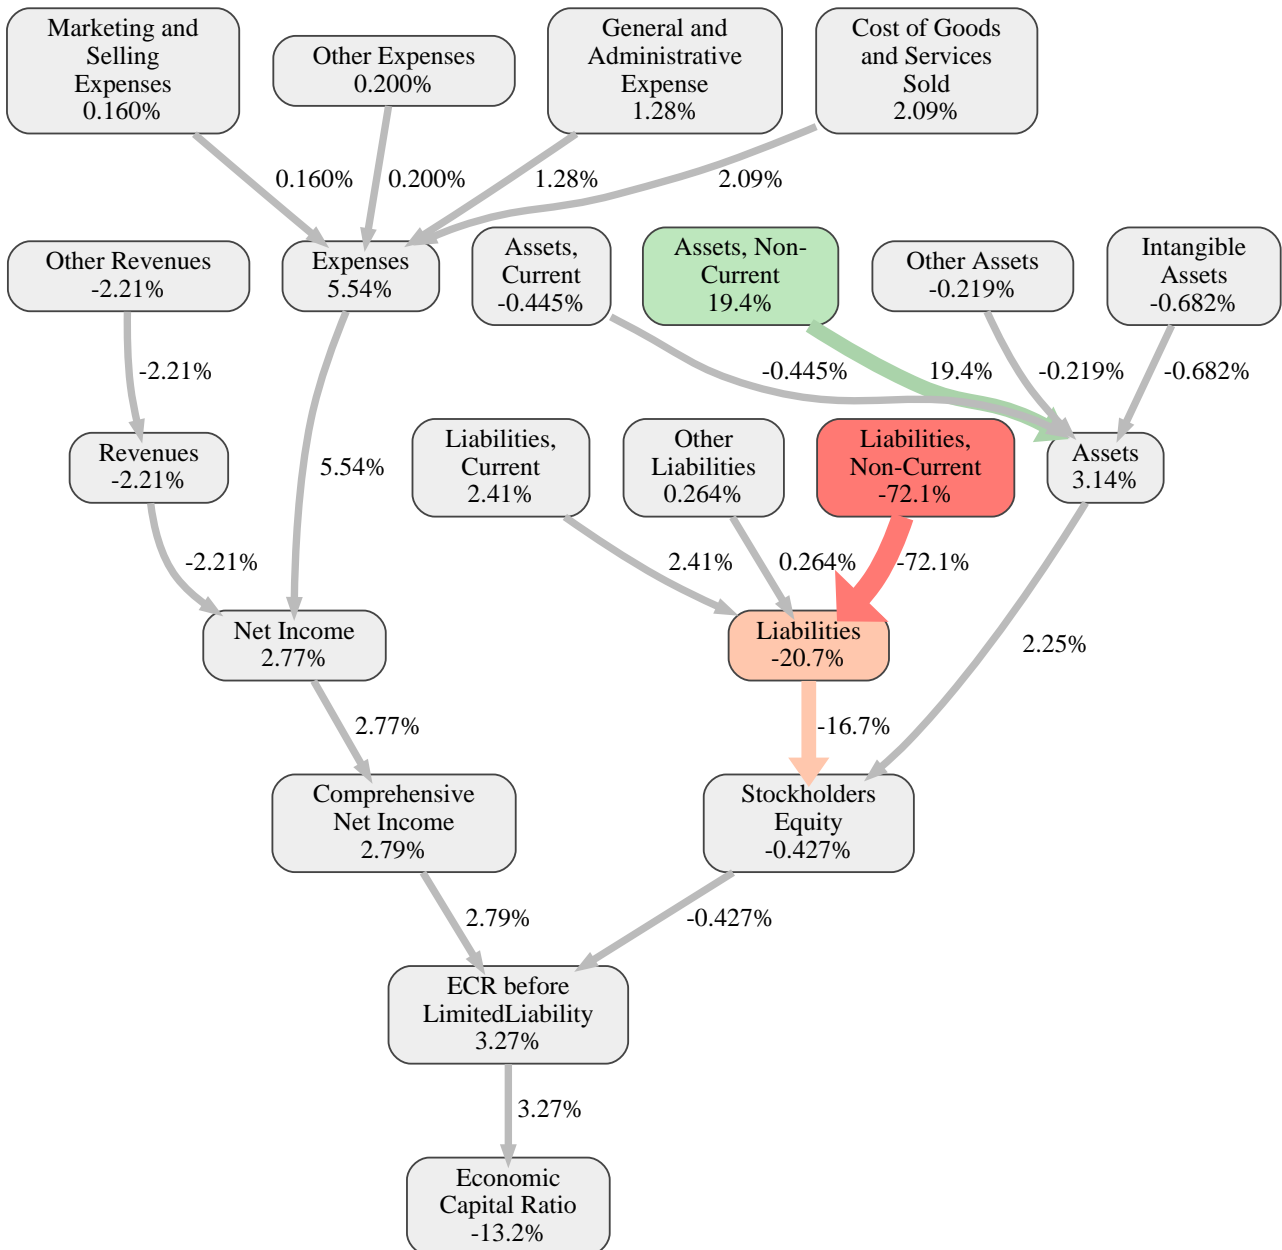 Marketing and
Selling
Expenses
0.160%
Other Expenses
0.200%
General and
Administrative
Expense
1.28%
Cost of Goods
and Services
Sold
2.09%
0.160%
0.200%
1.28%
2.09%
Other Revenues
-2.21%
Expenses
5.54%
Assets,
Current
-0.445%
Assets, Non-
Current
19.4%
Other Assets
-0.219%
Intangible
Assets
-0.682%
-2.21%
5.54%
-0.445%
19.4%
-0.219%
-0.682%
Revenues
-2.21%
Liabilities,
Current
2.41%
Other
Liabilities
0.264%
Liabilities,
Non-Current
-72.1%
Assets
3.14%
-2.21%
2.41%
0.264%
-72.1%
Net Income
2.77%
Liabilities
-20.7%
2.25%
2.77%
-16.7%
Comprehensive
Net Income
2.79%
Stockholders
Equity
-0.427%
2.79%
-0.427%
ECR before
LimitedLiability
3.27%
3.27%
Economic
Capital Ratio
-13.2%